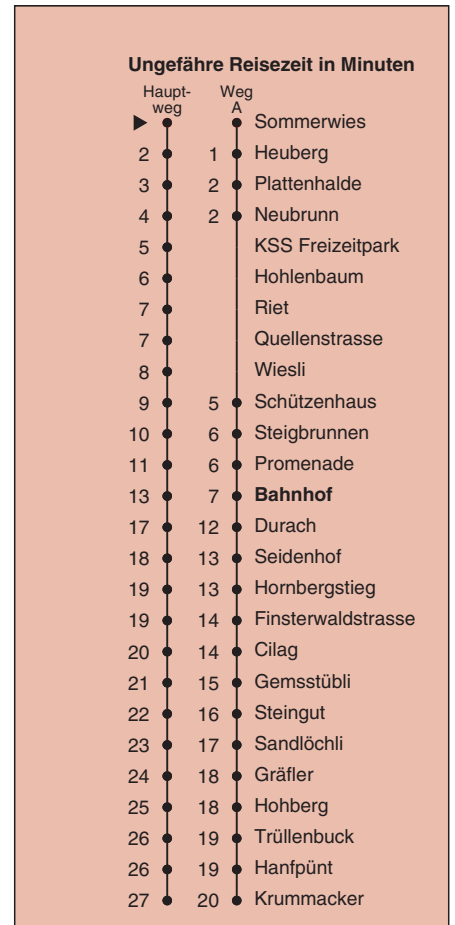 Ungefähre Reisezeit in Minuten
Haupt- Weg
weg A
Sommerwies
2 1 Heuberg
3 2 Plattenhalde
4 2 Neubrunn
5 KSS Freizeitpark
6 Hohlenbaum
7 Riet
7 Quellenstrasse
8 Wiesli
9 5 Schützenhaus
10 6 Steigbrunnen
11 6 Promenade
13 7 Bahnhof
17 12 Durach
18 13 Seidenhof
19 13 Hornbergstieg
19 14 Finsterwaldstrasse
20 14 Cilag
21 15 Gemsstübli
22 16 Steingut
23 17 Sandlöchli
24 18 Gräfler
25 18 Hohberg
26 19 Trüllenbuck
26 19 Hanfpünt
27 20 Krummacker